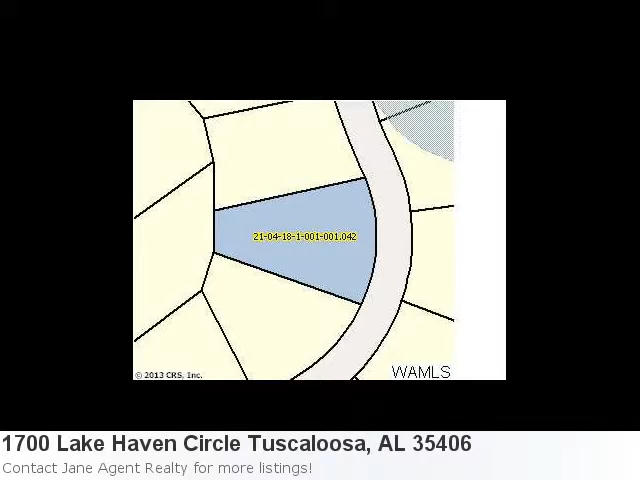 21-04-18-1-001-001.042
© 2013 CRS, Inc.
WAMLS
1700 Lake Haven Circle Tuscaloosa, AL 35406
Contact Jane Agent Realty for more listings!